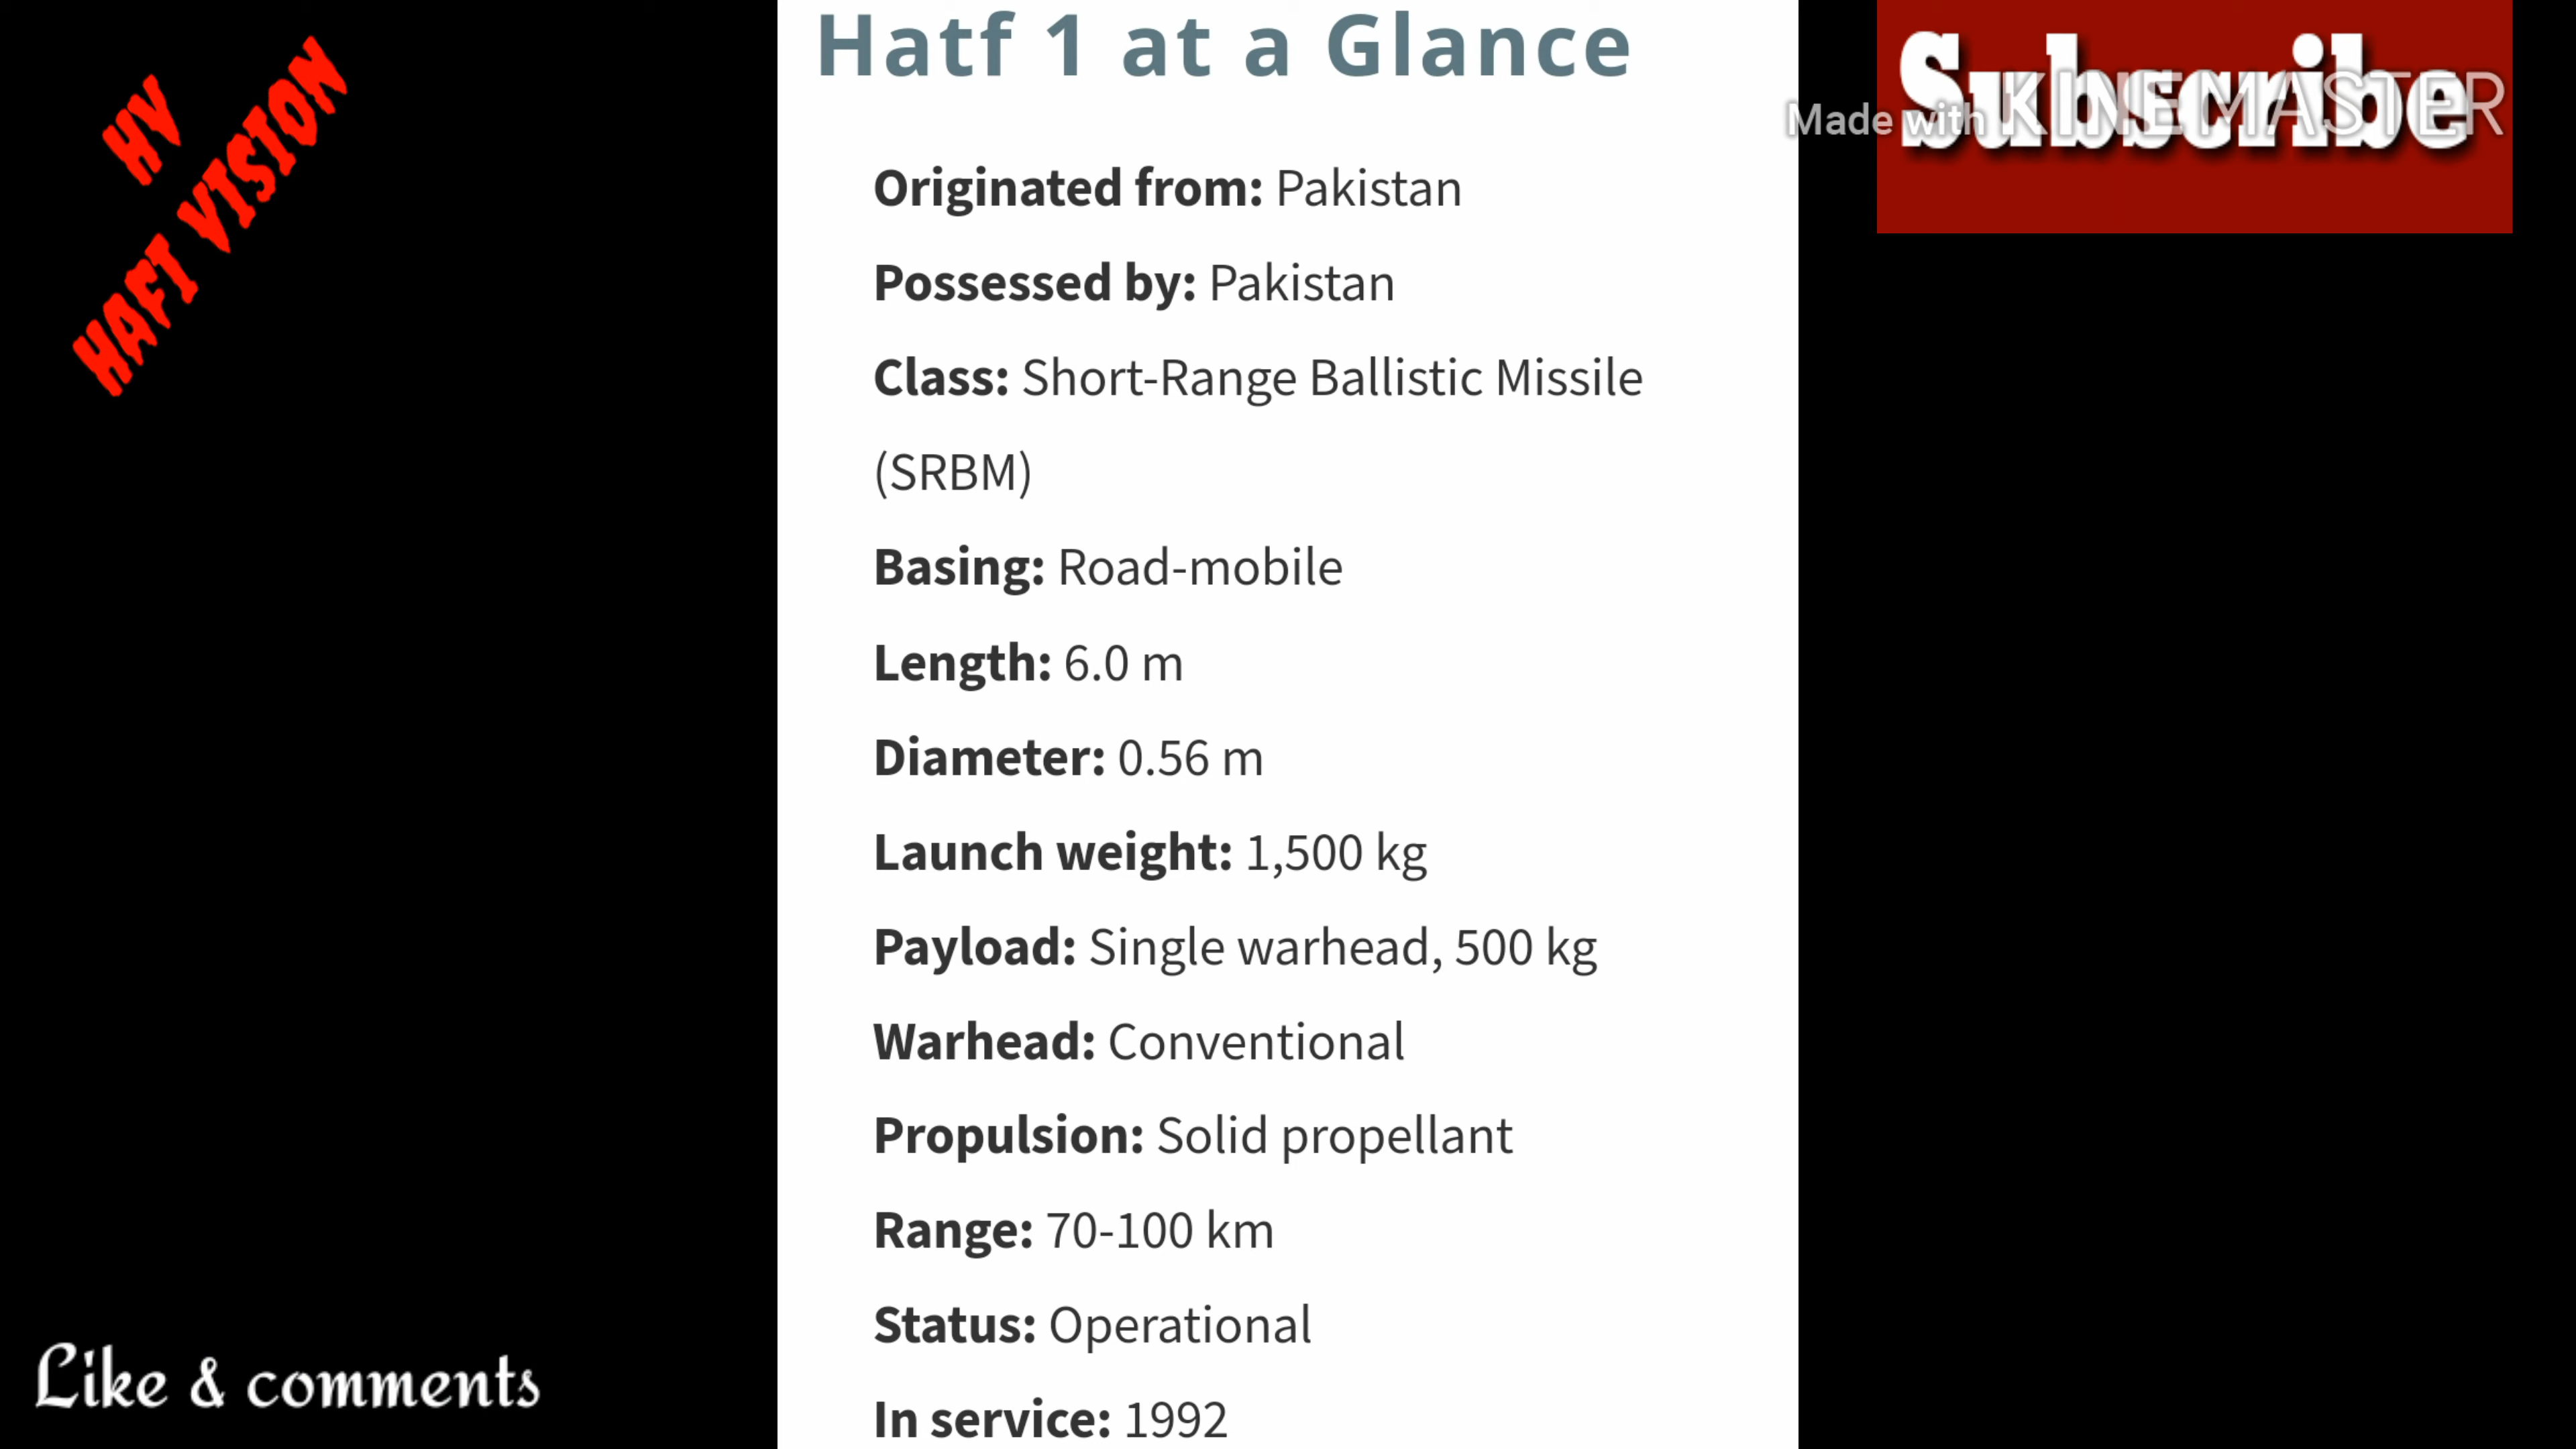 HV
HAFI VISION
Hatf 1 at a Glance
Subscribe
Made with KINEMASTER
Originated from: Pakistan
Possessed by: Pakistan
Class: Short-Range Ballistic Missile
(SRBM)
Basing: Road-mobile
Length: 6.0 m
Diameter: 0.56 m
Launch weight: 1,500 kg
Payload: Single warhead, 500 kg
Warhead: Conventional
Propulsion: Solid propellant
Range: 70-100 km
Status: Operational
In service: 1992
Like & comments